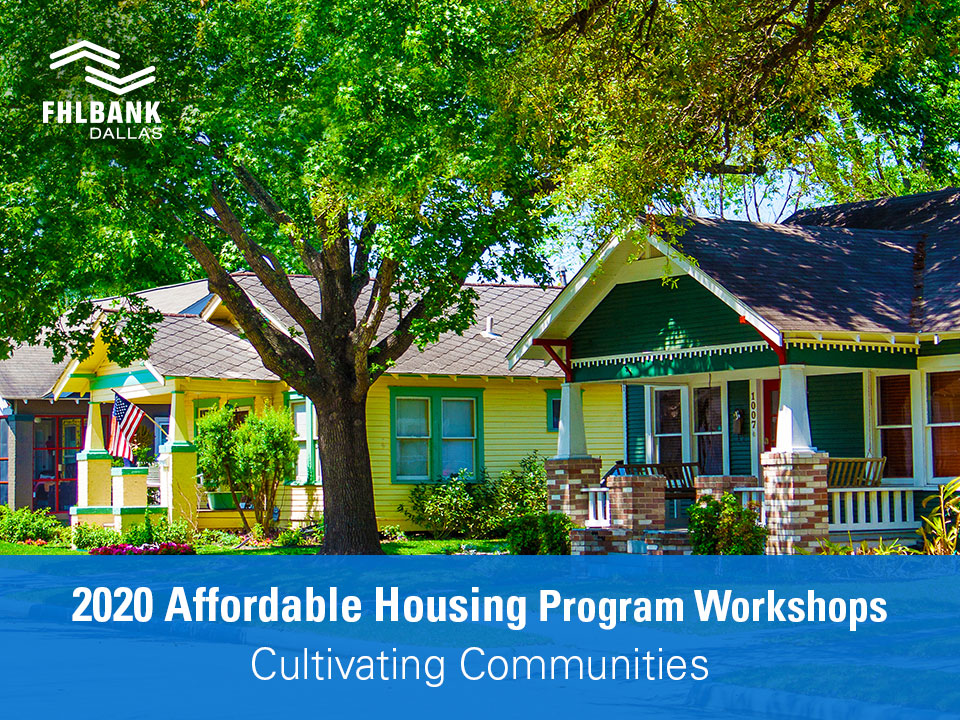 FHLBANK
DALLAS
1007
2020 Affordable Housing Program Workshops
Cultivating Communities